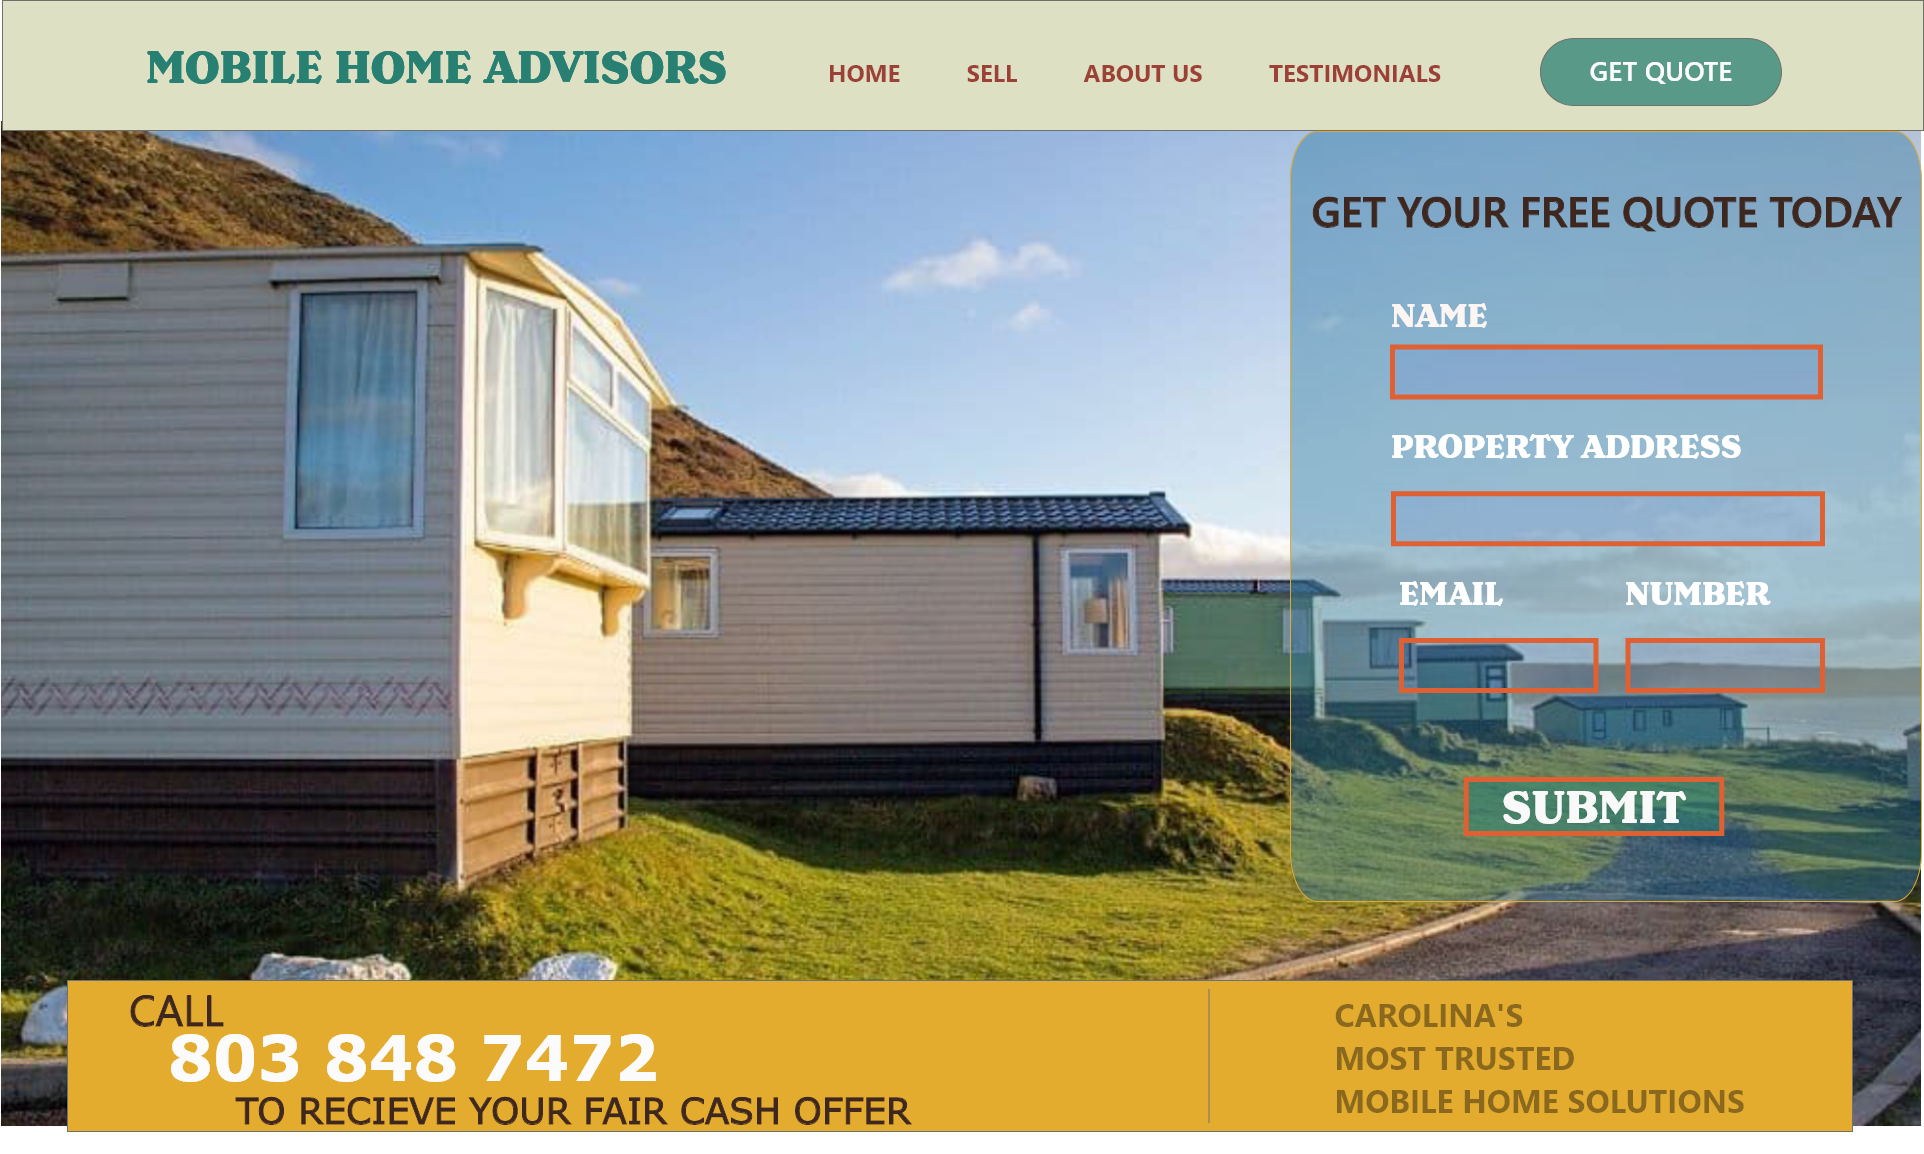 MOBILE HOME ADVISORS
HOME SELL ABOUT US TESTIMONIALS GET QUOTE
GET YOUR FREE QUOTE TODAY
NAME
PROPERTY ADDRESS
EMAIL NUMBER
SUBMIT
CALL
803 848 7472
TO RECIEVE YOUR FAIR CASH OFFER
CAROLINA'S
MOST TRUSTED
MOBILE HOME SOLUTIONS